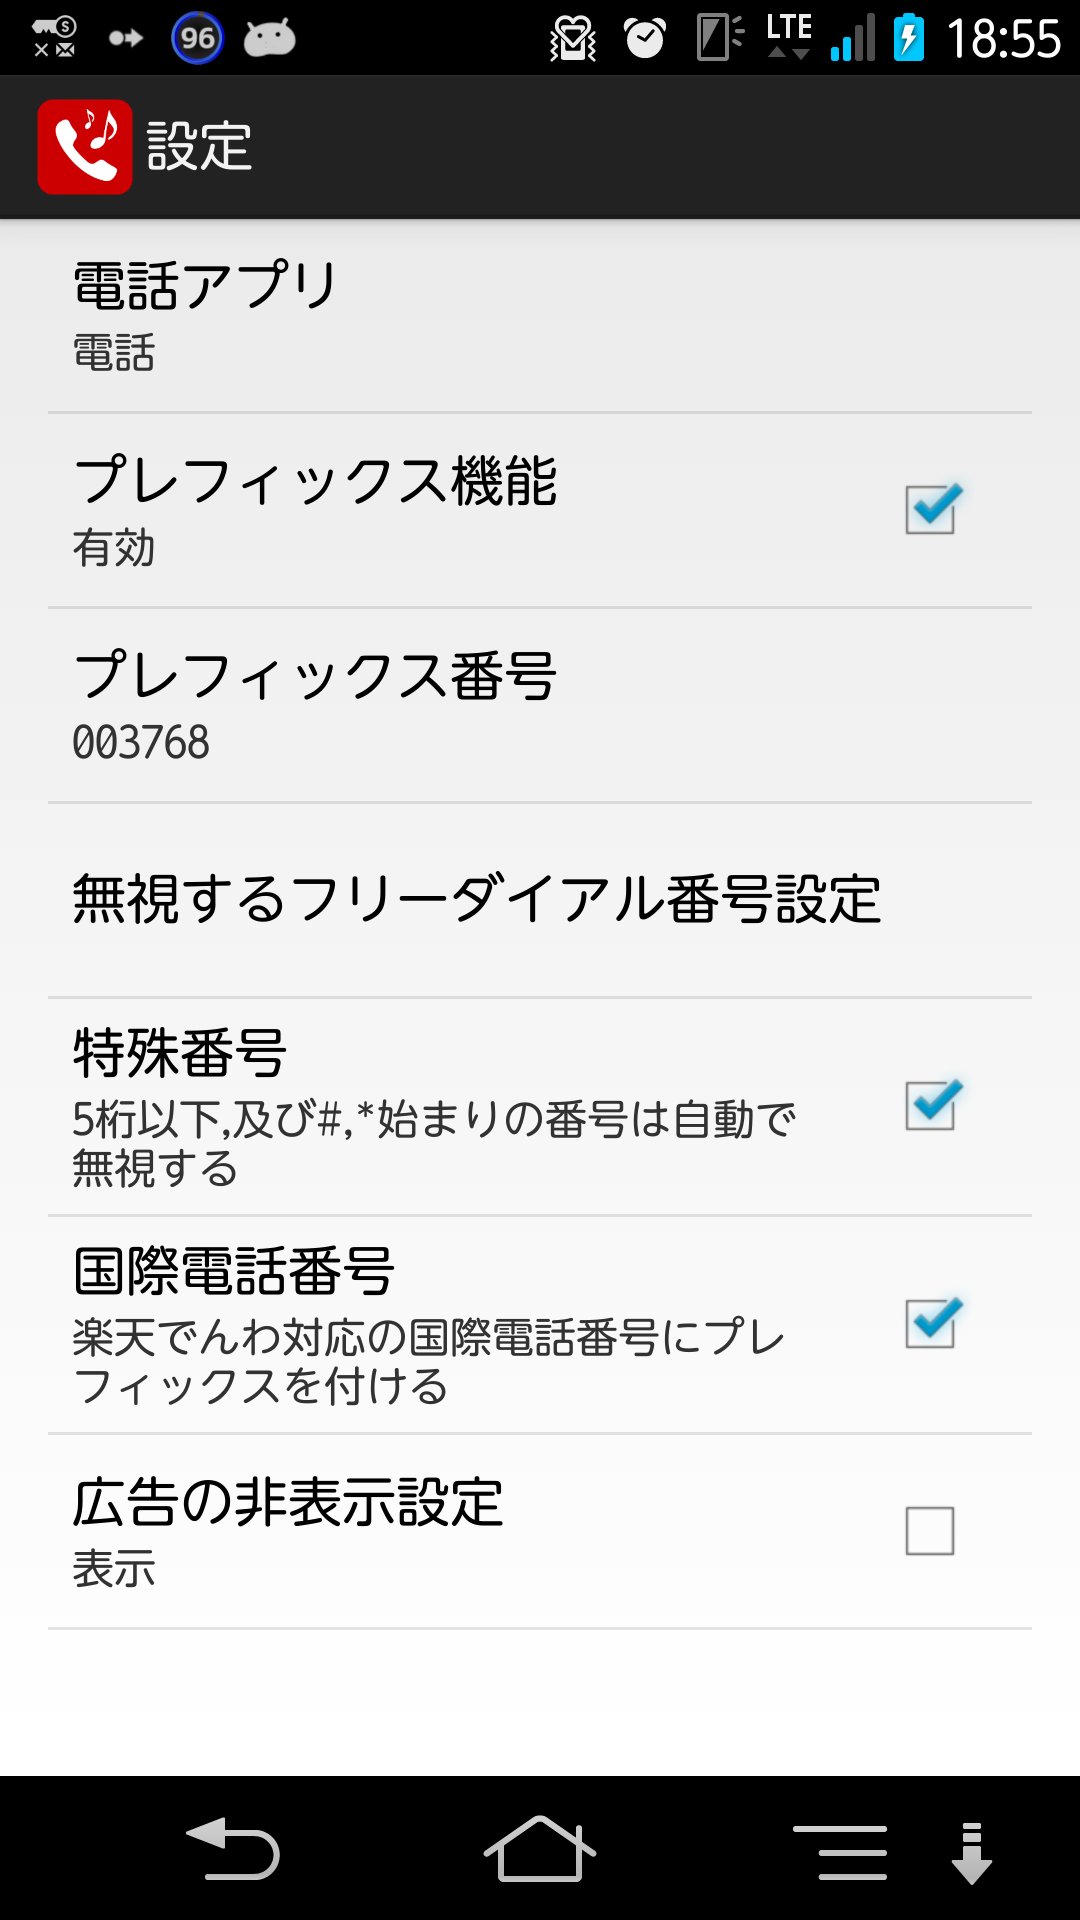 96
LTE
18:55
設定
電話アプリ
電話
プレフィックス機能
有効
プレフィックス番号
003768
無視するフリーダイアル番号設定
特殊番号
5桁以下,及び#,*始まりの番号は自動で
無視する
国際電話番号
楽天でんわ対応の国際電話番号にプレ
フィックスを付ける
広告の非表示設定
表示